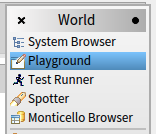 World
System Browser
Playground
Test Runner
Spotter
Monticello Browser